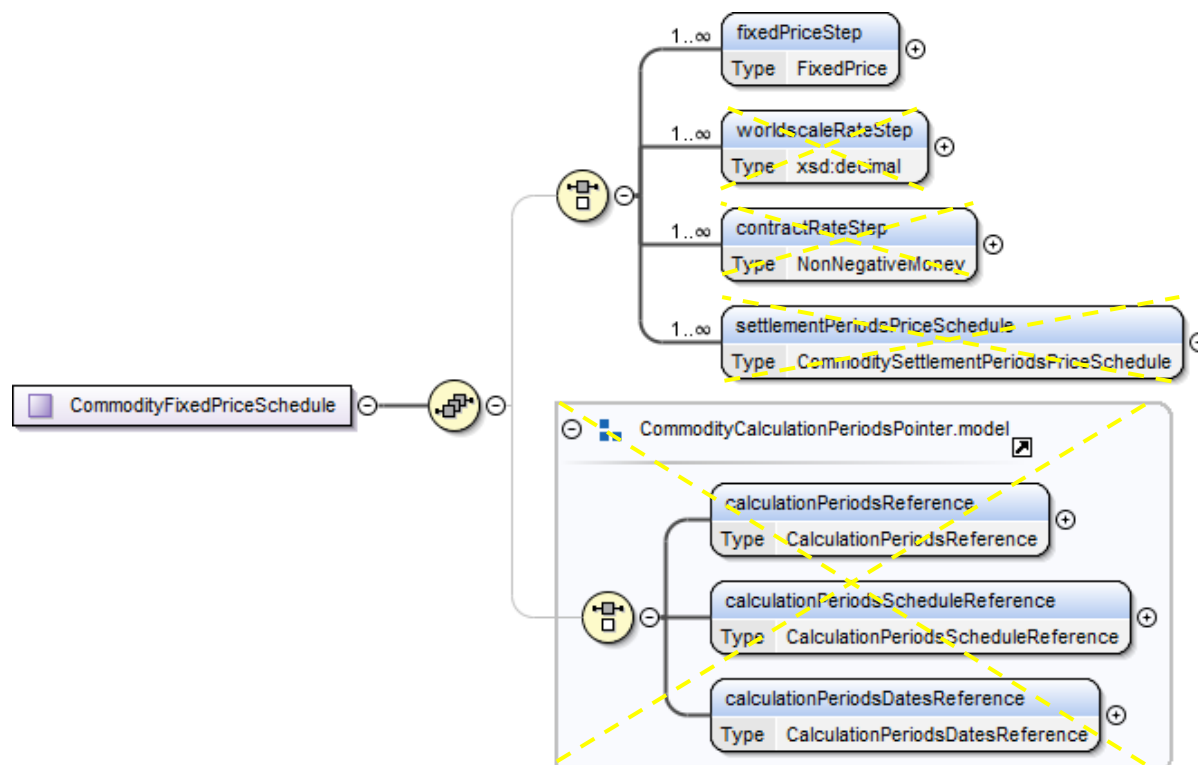 1..∞
fixedPriceStep
Type FixedPrice
1..∞
worldscaleRateStep
Type xsd:decimal
1..∞
contractRateStep
Type NonNegativeMoney
1..∞
settlementPeriodsPriceSchedule
Type CommoditySettlementPeriodsPriceSchedule
CommodityFixedPriceSchedule
CommodityCalculationPeriodsPointer.model
calculationPeriodsReference
Type CalculationPeriodsReference
calculationPeriodsScheduleReference
Type CalculationPeriodsScheduleReference
calculationPeriodsDatesReference
Type CalculationPeriodsDatesReference